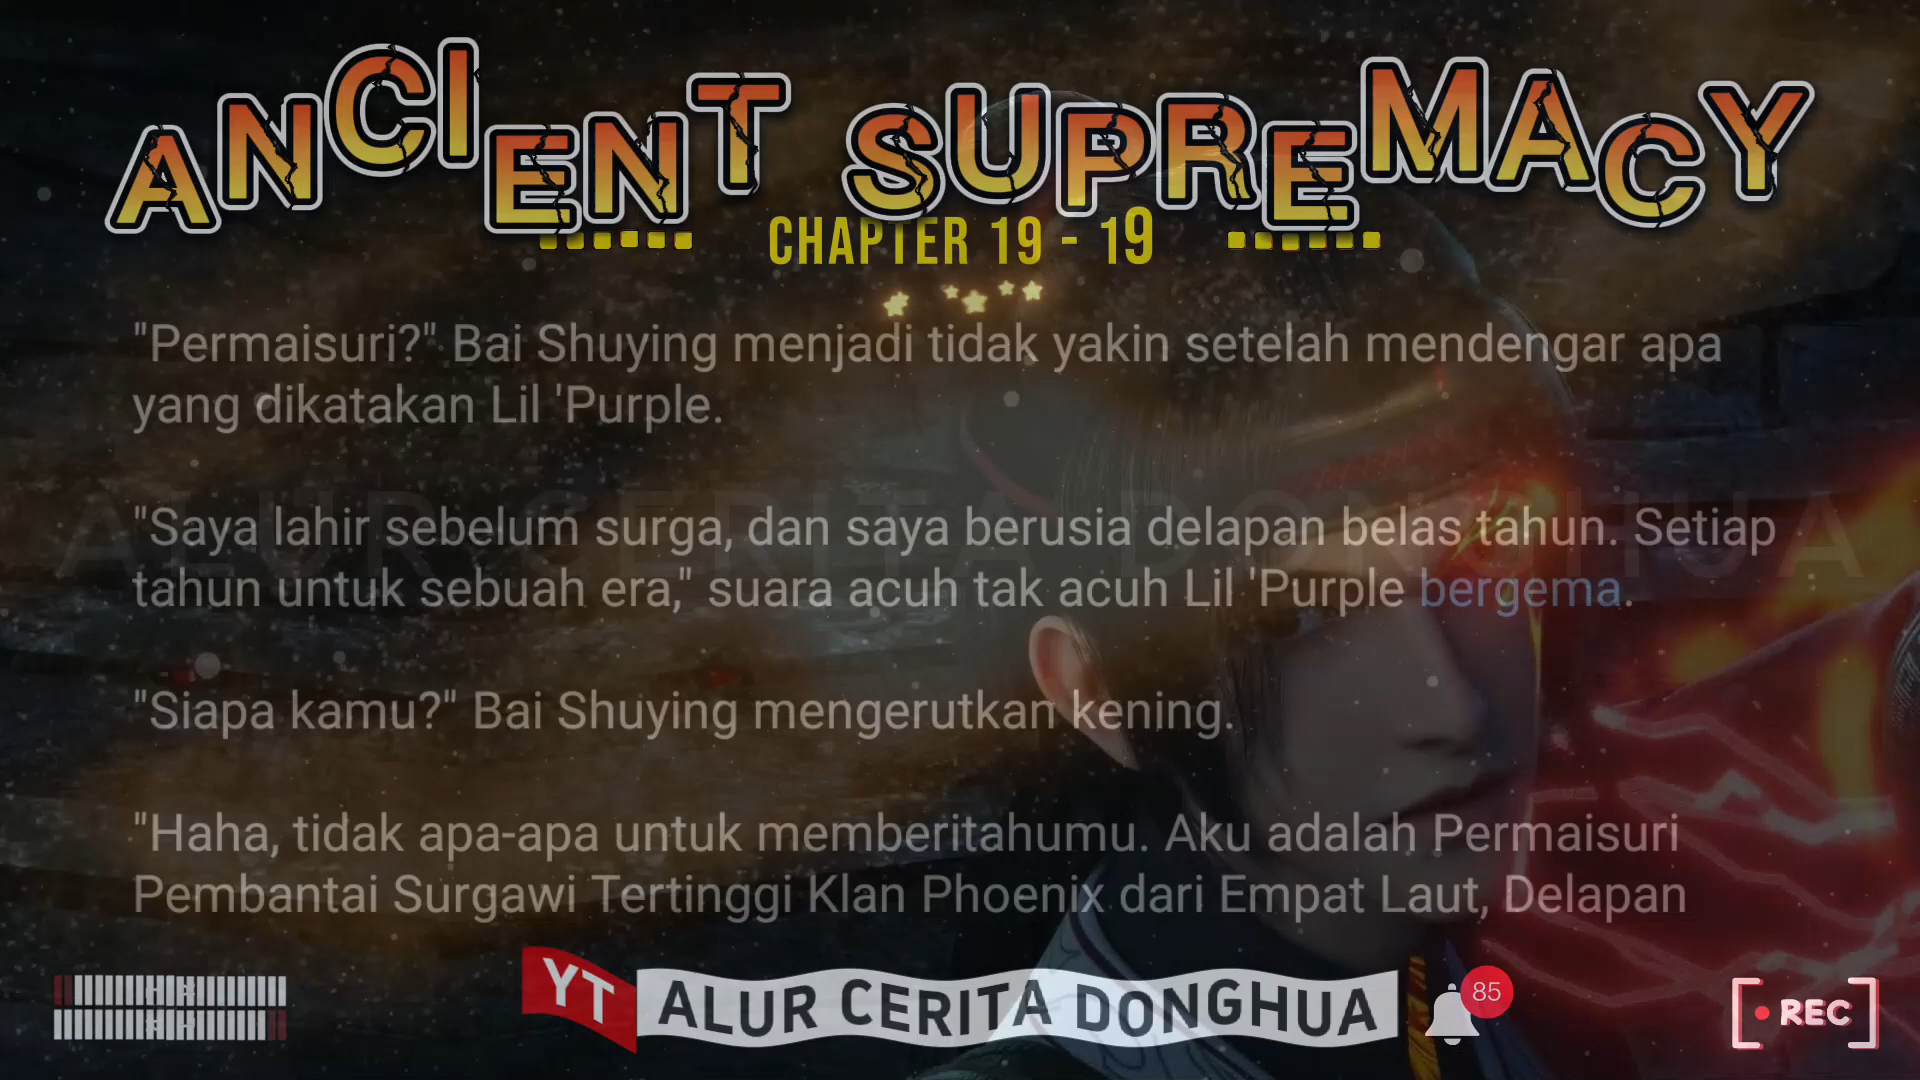 ANCIENT SUPREMACY
CHAPTER 19 - 19
"Permaisuri?" Bai Shuying menjadi tidak yakin setelah mendengar apa
yang dikatakan Lil 'Purple.
ALUR CERITA DONGHUA
"Saya lahir sebelum surga, dan saya berusia delapan belas tahun. Setiap
tahun untuk sebuah era," suara acuh tak acuh Lil 'Purple bergema.
"Siapa kamu?" Bai Shuying mengerutkan kening.
"Haha, tidak apa-apa untuk memberitahumu. Aku adalah Permaisuri
Pembantai Surgawi Tertinggi Klan Phoenix dari Empat Laut, Delapan
YT ALUR CERITA DONGHUA
85
REC